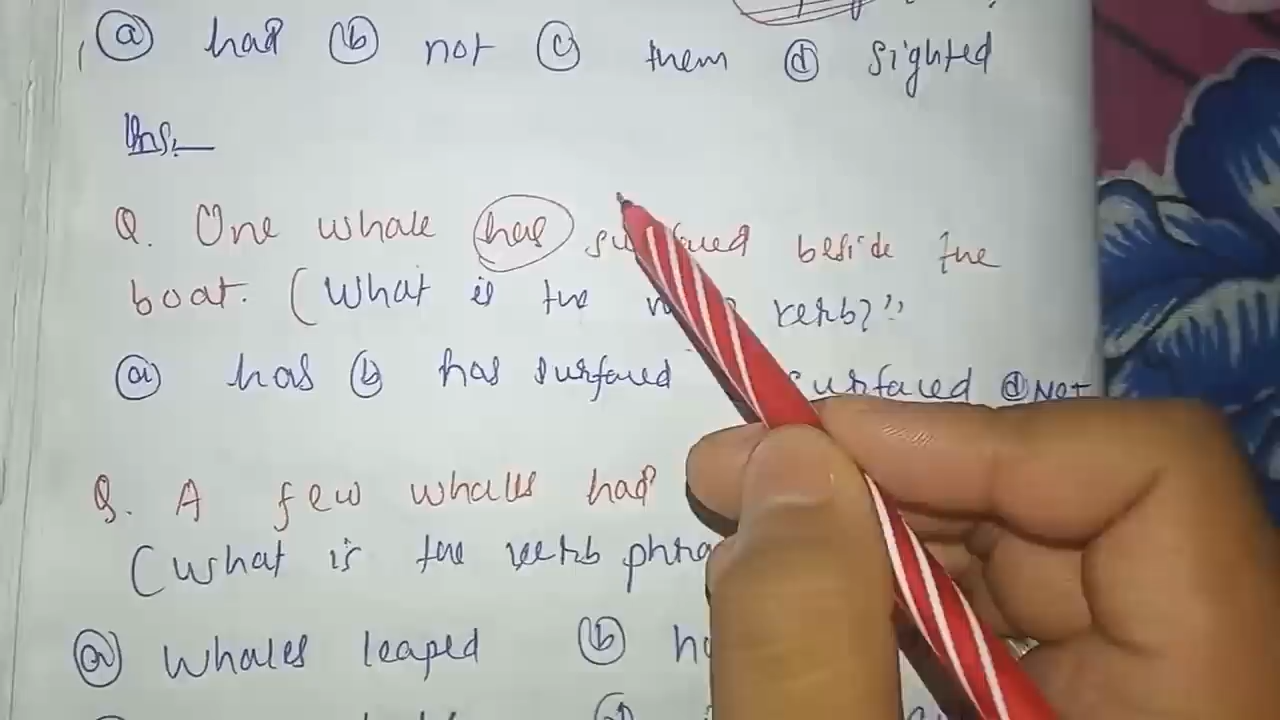 ⓐ had ⓑ not ⓒ them ⓓ sighted
Ans:
Q. One whale has beside the
boat. (What is the verb?"
ⓐ has ⓑ has surfaced surfaced ⓓ Not
Q. A few whales had
(what is the verb
ⓐ whales leaped ⓑ